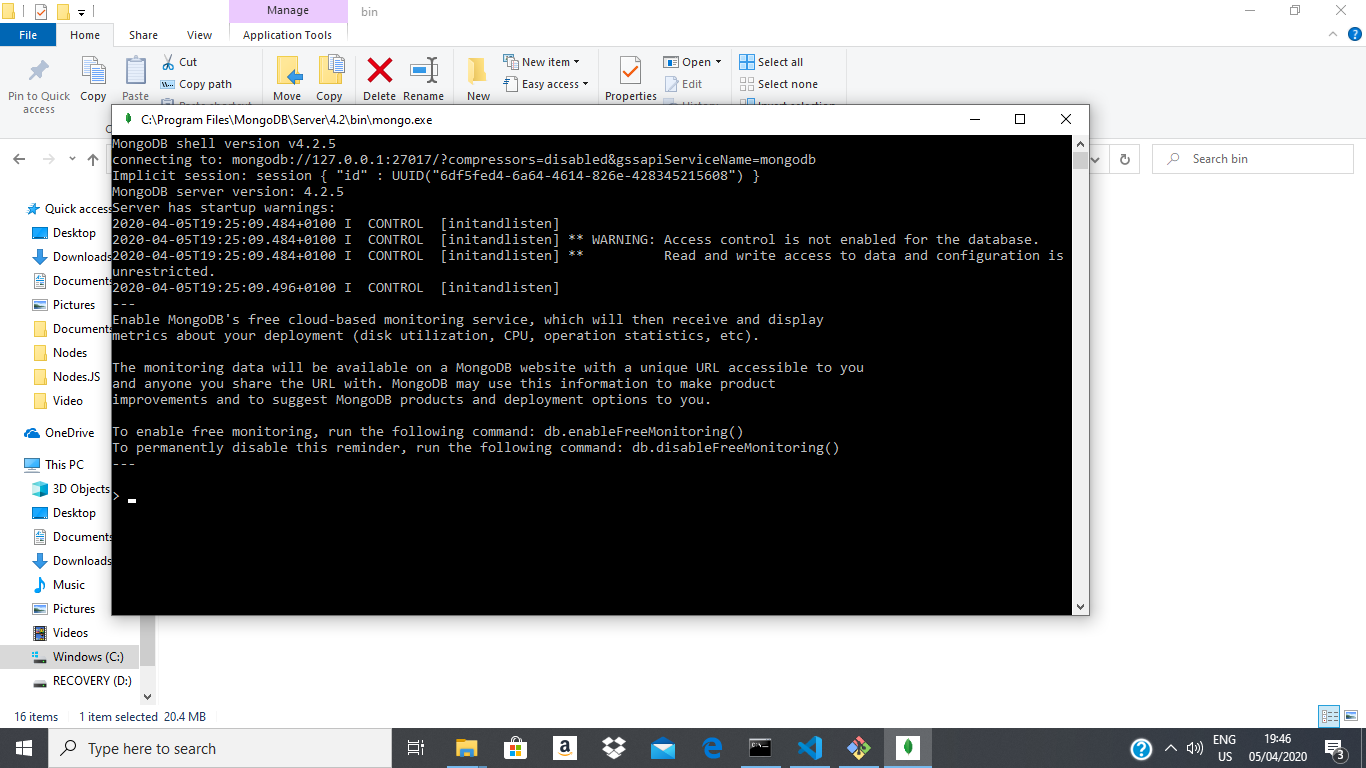 Manage
bin
File
Home
Share
View
Application Tools
Pin to Quick
access
Copy
Paste
Cut
Copy path
Move
Copy
Delete
Rename
New
New item
Easy access
Properties
Open
Edit
Select all
Select none
C:\Program Files\MongoDB\Server\4.2\bin\mongo.exe
MongoDB shell version v4.2.5
connecting to: mongodb://127.0.0.1:27017/?compressors=disabled&gssapiServiceName=mongodb
Implicit session: session { "id" : UUID("6df5fed4-6a64-4614-826e-428345215608") }
MongoDB server version: 4.2.5
Server has startup warnings:
2020-04-05T19:25:09.484+0100 I  CONTROL  [initandlisten]
2020-04-05T19:25:09.484+0100 I  CONTROL  [initandlisten] ** WARNING: Access control is not enabled for the database.
2020-04-05T19:25:09.484+0100 I  CONTROL  [initandlisten] **          Read and write access to data and configuration is
unrestricted.
2020-04-05T19:25:09.496+0100 I  CONTROL  [initandlisten]
---
Enable MongoDB's free cloud-based monitoring service, which will then receive and display
metrics about your deployment (disk utilization, CPU, operation statistics, etc).
The monitoring data will be available on a MongoDB website with a unique URL accessible to you
and anyone you share the URL with. MongoDB may use this information to make product
improvements and to suggest MongoDB products and deployment options to you.
To enable free monitoring, run the following command: db.enableFreeMonitoring()
To permanently disable this reminder, run the following command: db.disableFreeMonitoring()
---
>
Search bin
Quick access
Desktop
Downloads
Documents
Pictures
Documents
Nodes
Nodes.JS
Video
OneDrive
This PC
3D Objects
Desktop
Documents
Downloads
Music
Pictures
Videos
Windows (C:)
RECOVERY (D:)
16 items
1 item selected  20.4 MB
Type here to search
ENG
US
19:46
05/04/2020
3